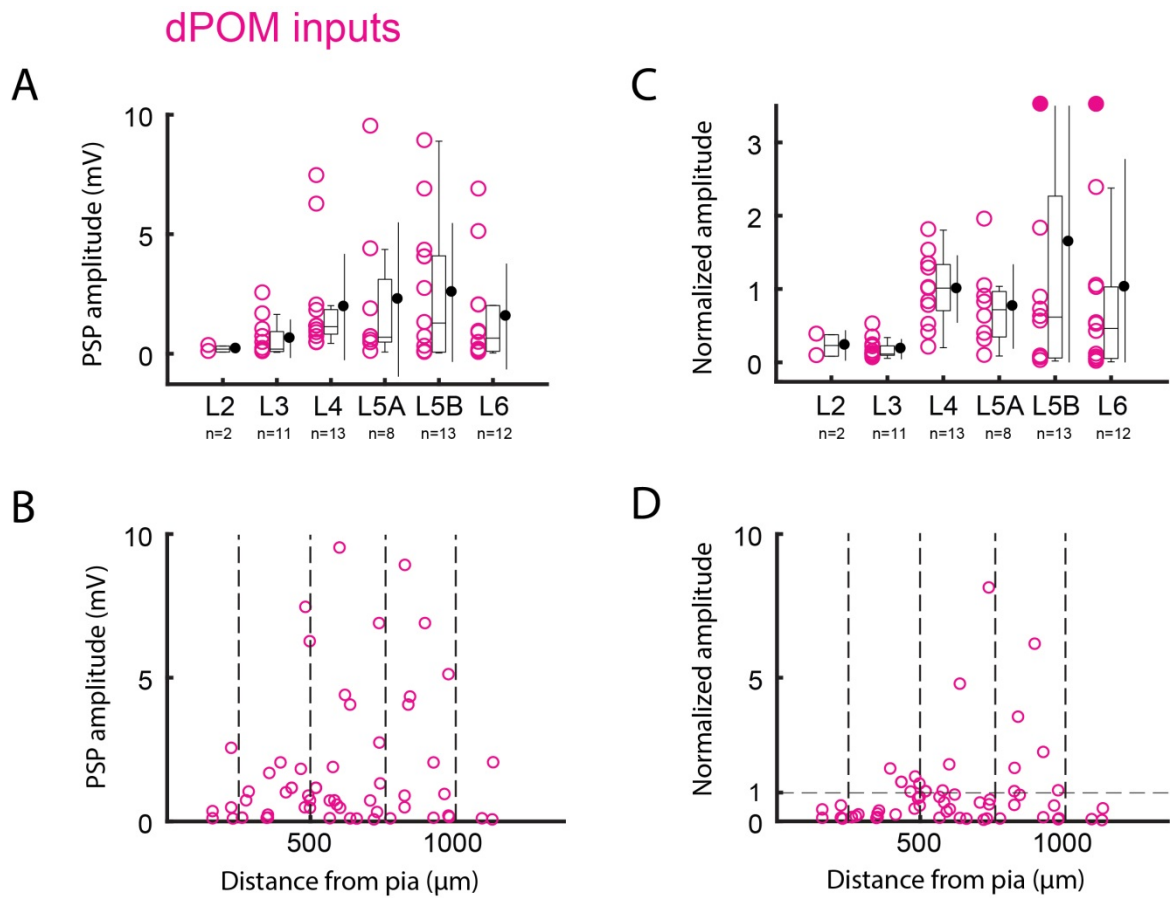 dPOM inputs
A
PSP amplitude (mV)
10
5
0
L2 L3 L4 L5A L5B L6
n=2 n=11 n=13 n=8 n=13 n=12
C
Normalized amplitude
3
2
1
0
L2 L3 L4 L5A L5B L6
n=2 n=11 n=13 n=8 n=13 n=12
B
PSP amplitude (mV)
10
5
0
500 1000
Distance from pia (μm)
D
Normalized amplitude
10
5
1
0
500 1000
Distance from pia (μm)